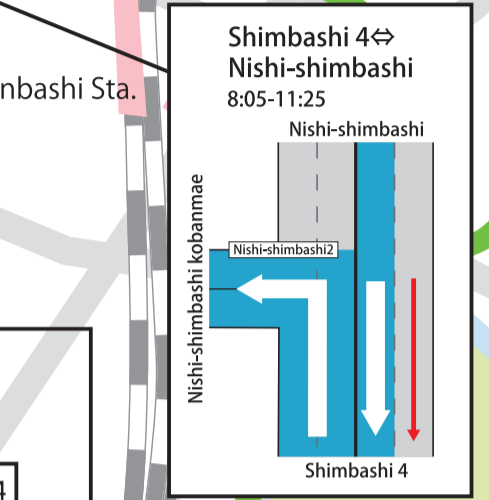 nbashi Sta.
Shimbashi 4⇔
Nishi-shimbashi
8:05-11:25
Nishi-shimbashi
Nishi-shimbashi kobanmae
Nishi-shimbashi2
Shimbashi 4
4